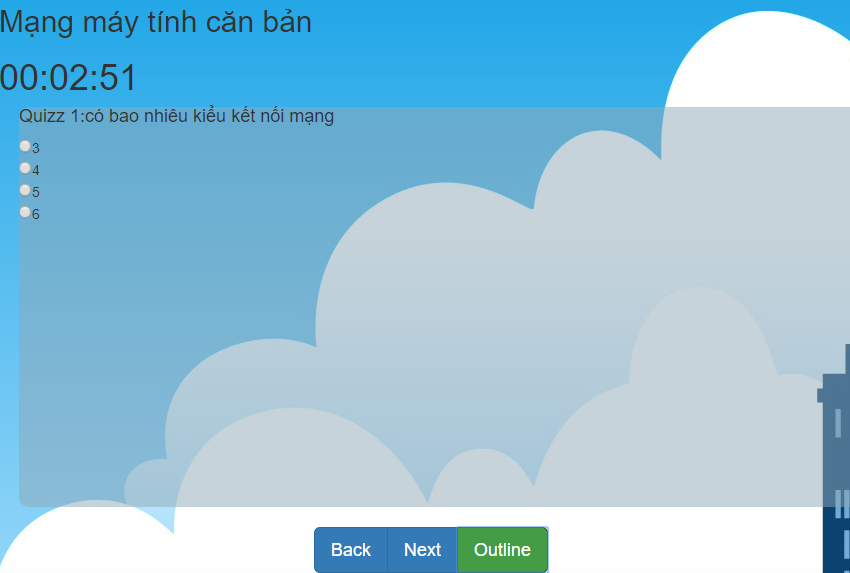 Mạng máy tính căn bản
00:02:51
Quizz 1:có bao nhiêu kiểu kết nối mạng
3
4
5
6
Back Next Outline